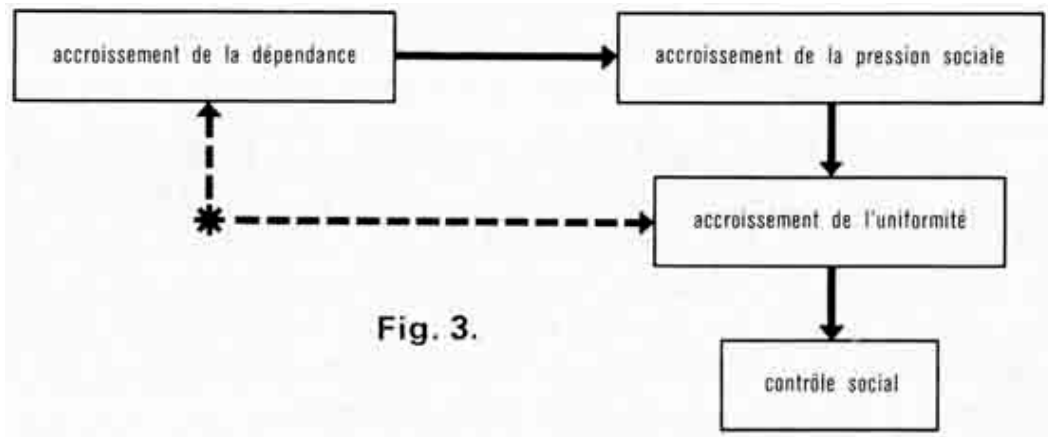 accroissement de la dépendance
accroissement de la pression sociale
accroissement de l'uniformité
Fig. 3.
contrôle social